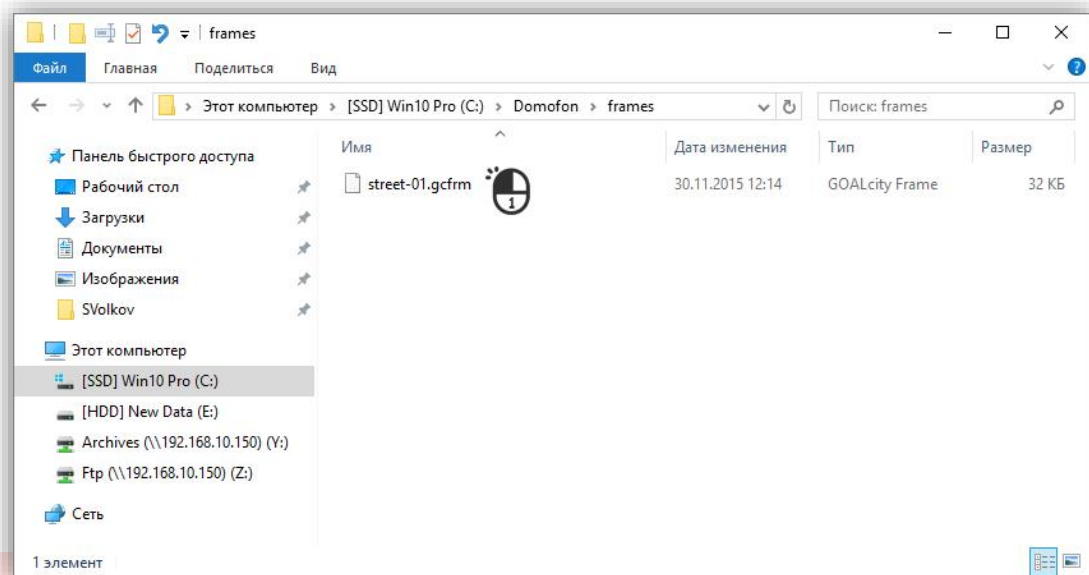 frames
Файл Главная Поделиться Вид
Этот компьютер > [SSD] Win10 Pro (C:) > Domofon > frames Поиск: frames
Имя Дата изменения Тип Размер
street-01.gcfrm 1 30.11.2015 12:14 GOALcity Frame 32 КБ
Панель быстрого доступа
Рабочий стол
Загрузки
Документы
Изображения
SVolkov
Этот компьютер
[SSD] Win10 Pro (C:)
[HDD] New Data (E:)
Archives (\\192.168.10.150) (Y:)
Ftp (\\192.168.10.150) (Z:)
Сеть
1 элемент